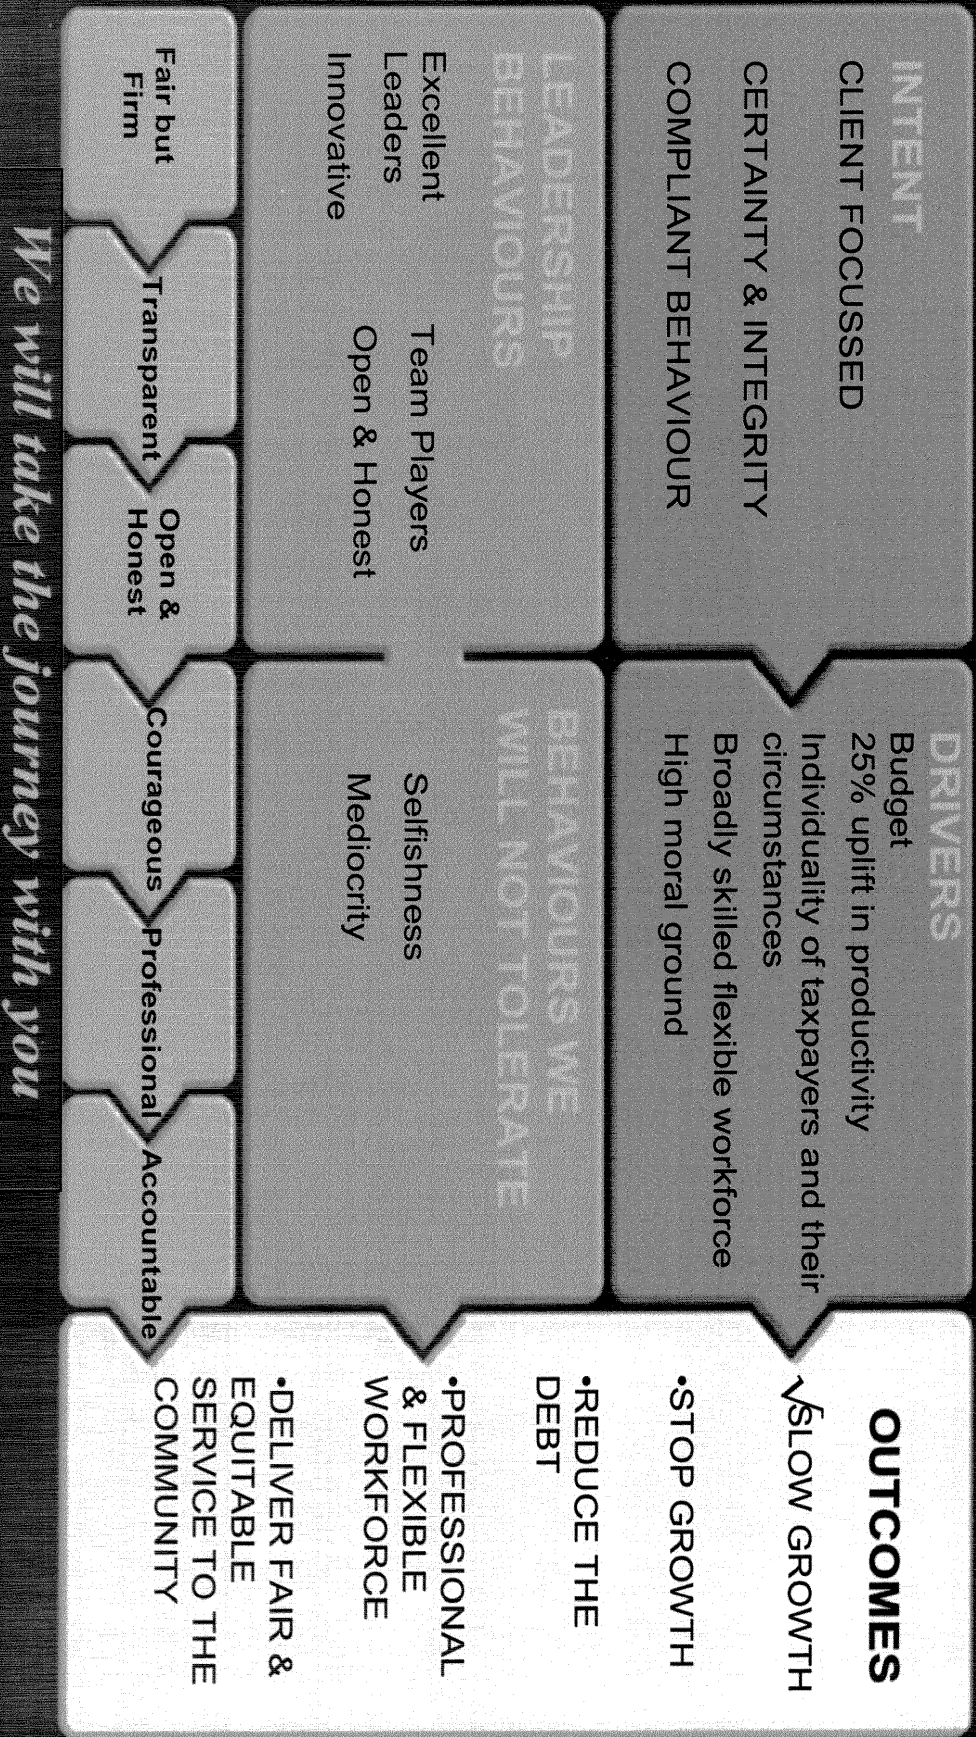 INTENT
CLIENT FOCUSSED
CERTAINTY & INTEGRITY
COMPLIANT BEHAVIOUR
DRIVERS
Budget
25% uplift in productivity
Individuality of taxpayers and their
circumstances
Broadly skilled flexible workforce
High moral ground
LEADERSHIP
BEHAVIOURS
Excellent
Leaders
Innovative
Team Players
Open & Honest
BEHAVIOURS WE
WILL NOT TOLERATE
Selfishness
Mediocrity
OUTCOMES
√SLOW GROWTH
•STOP GROWTH
•REDUCE THE
DEBT
•PROFESSIONAL
& FLEXIBLE
WORKFORCE
•DELIVER FAIR &
EQUITABLE
SERVICE TO THE
COMMUNITY
Fair but
Firm
Transparent
Open &
Honest
Courageous
Professional
Accountable
We will take the journey with you